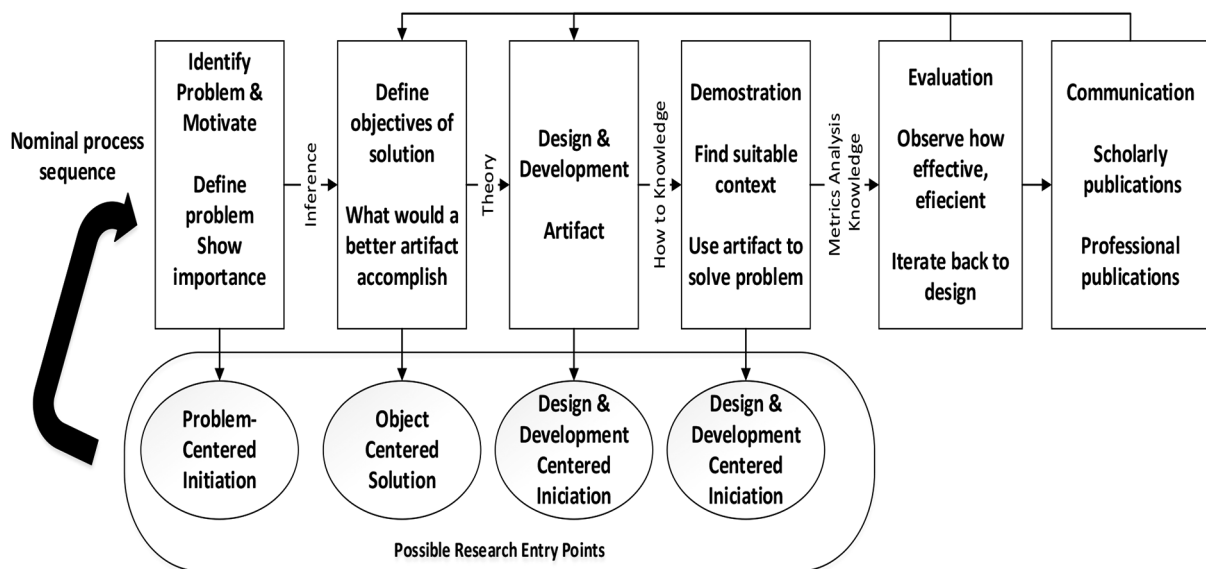 Nominal process
sequence
Identify
Problem &
Motivate
Define
problem
Show
importance
Inference
Define
objectives of
solution
What would a
better artifact
accomplish
Theory
Design &
Development
Artifact
How to Knowledge
Demostration
Find suitable
context
Use artifact to
solve problem
Metrics Analysis
Knowledge
Evaluation
Observe how
effective,
efiecient
Iterate back to
design
Communication
Scholarly
publications
Professional
publications
Problem-
Centered
Initiation
Object
Centered
Solution
Design &
Development
Centered
Iniciation
Design &
Development
Centered
Iniciation
Possible Research Entry Points